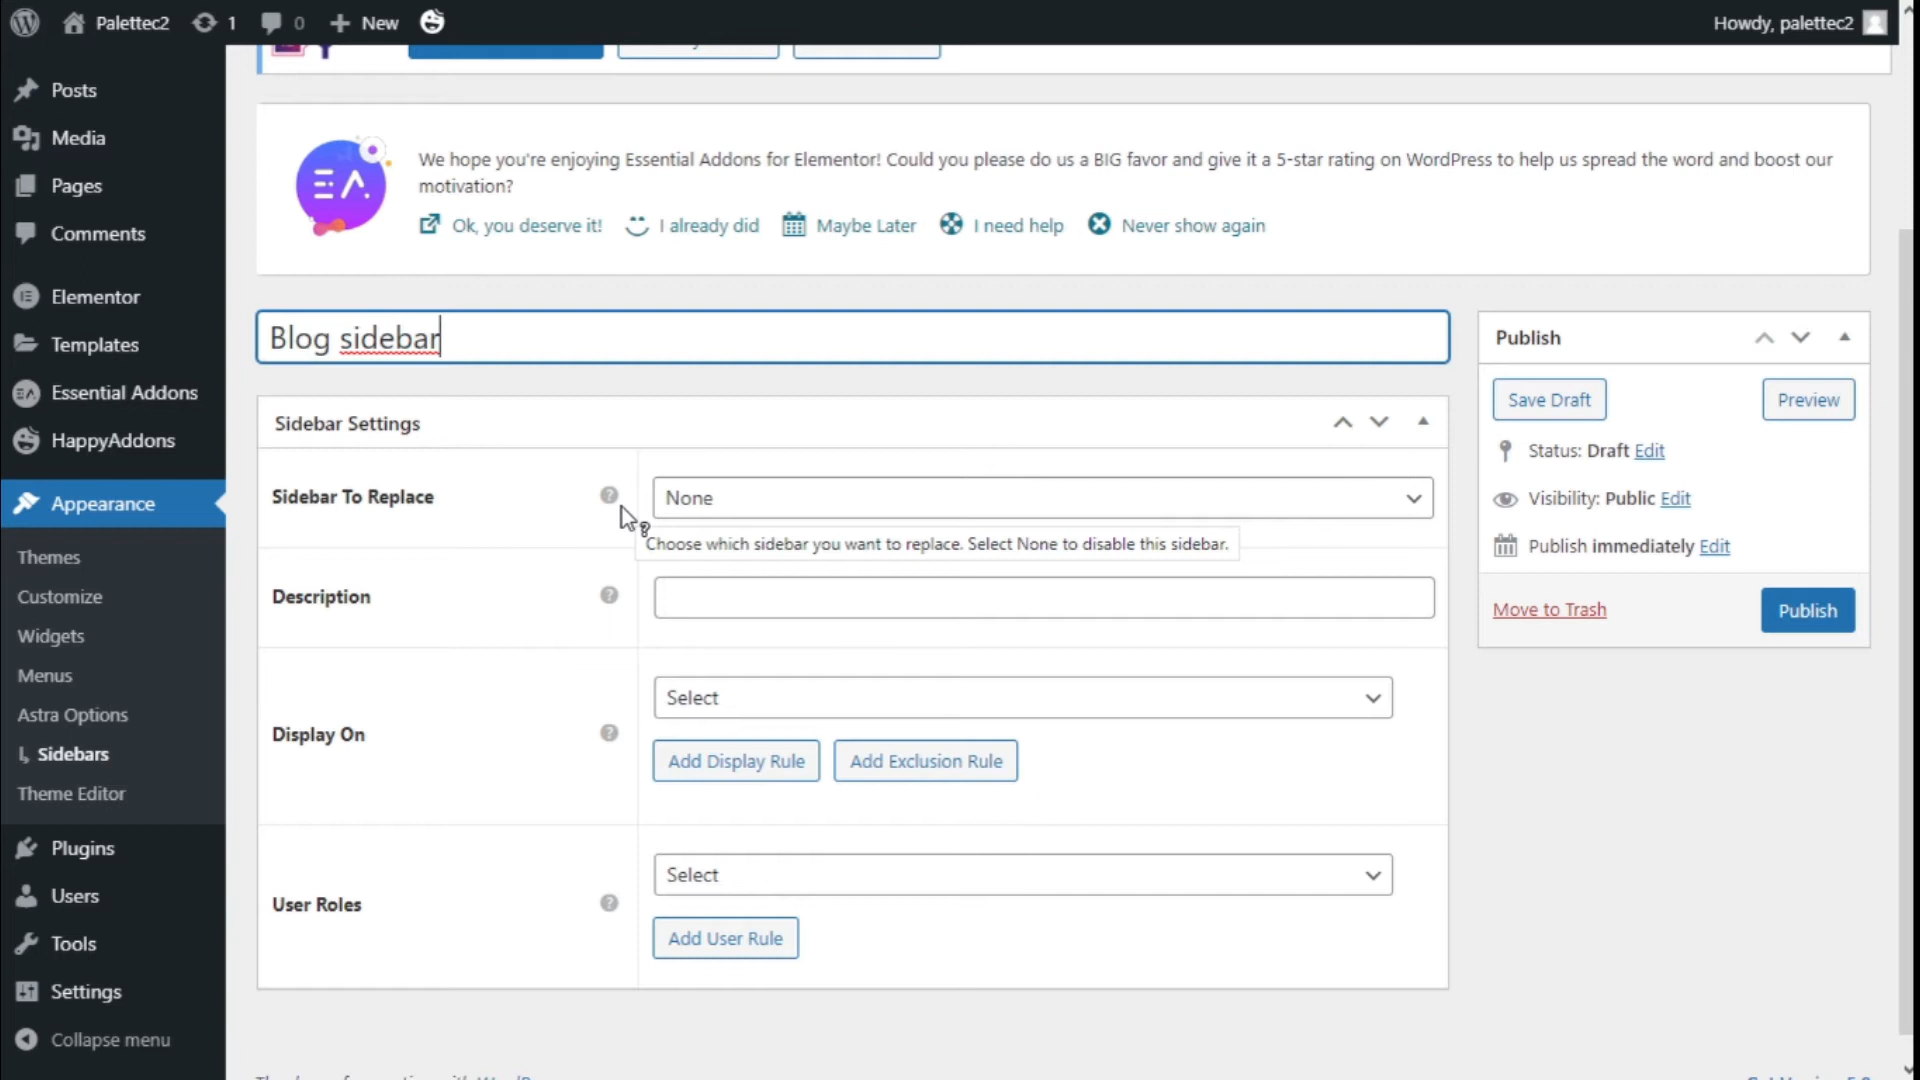 Palettec2
1
0
New
Howdy, palettec2
Posts
Media
Pages
Comments
Elementor
Templates
Essential Addons
HappyAddons
Appearance
Themes
Customize
Widgets
Menus
Astra Options
Sidebars
Theme Editor
Plugins
Users
Tools
Settings
Collapse menu
We hope you're enjoying Essential Addons for Elementor! Could you please do us a BIG favor and give it a 5-star rating on WordPress to help us spread the word and boost our
motivation?
Ok, you deserve it! I already did Maybe Later I need help Never show again
Blog sidebar
Sidebar Settings
Sidebar To Replace
None
Choose which sidebar you want to replace. Select None to disable this sidebar.
Description
Display On
Select
Add Display Rule Add Exclusion Rule
User Roles
Select
Add User Rule
Publish
Save Draft Preview
Status: Draft Edit
Visibility: Public Edit
Publish immediately Edit
Move to Trash Publish